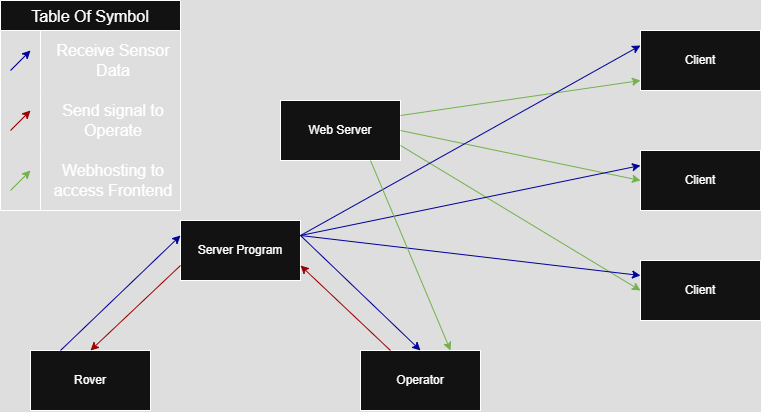 Table Of Symbol
Receive Sensor
Data
Send signal to
Operate
Webhosting to
access Frontend
Client
Web Server
Client
Server Program
Client
Rover
Operator